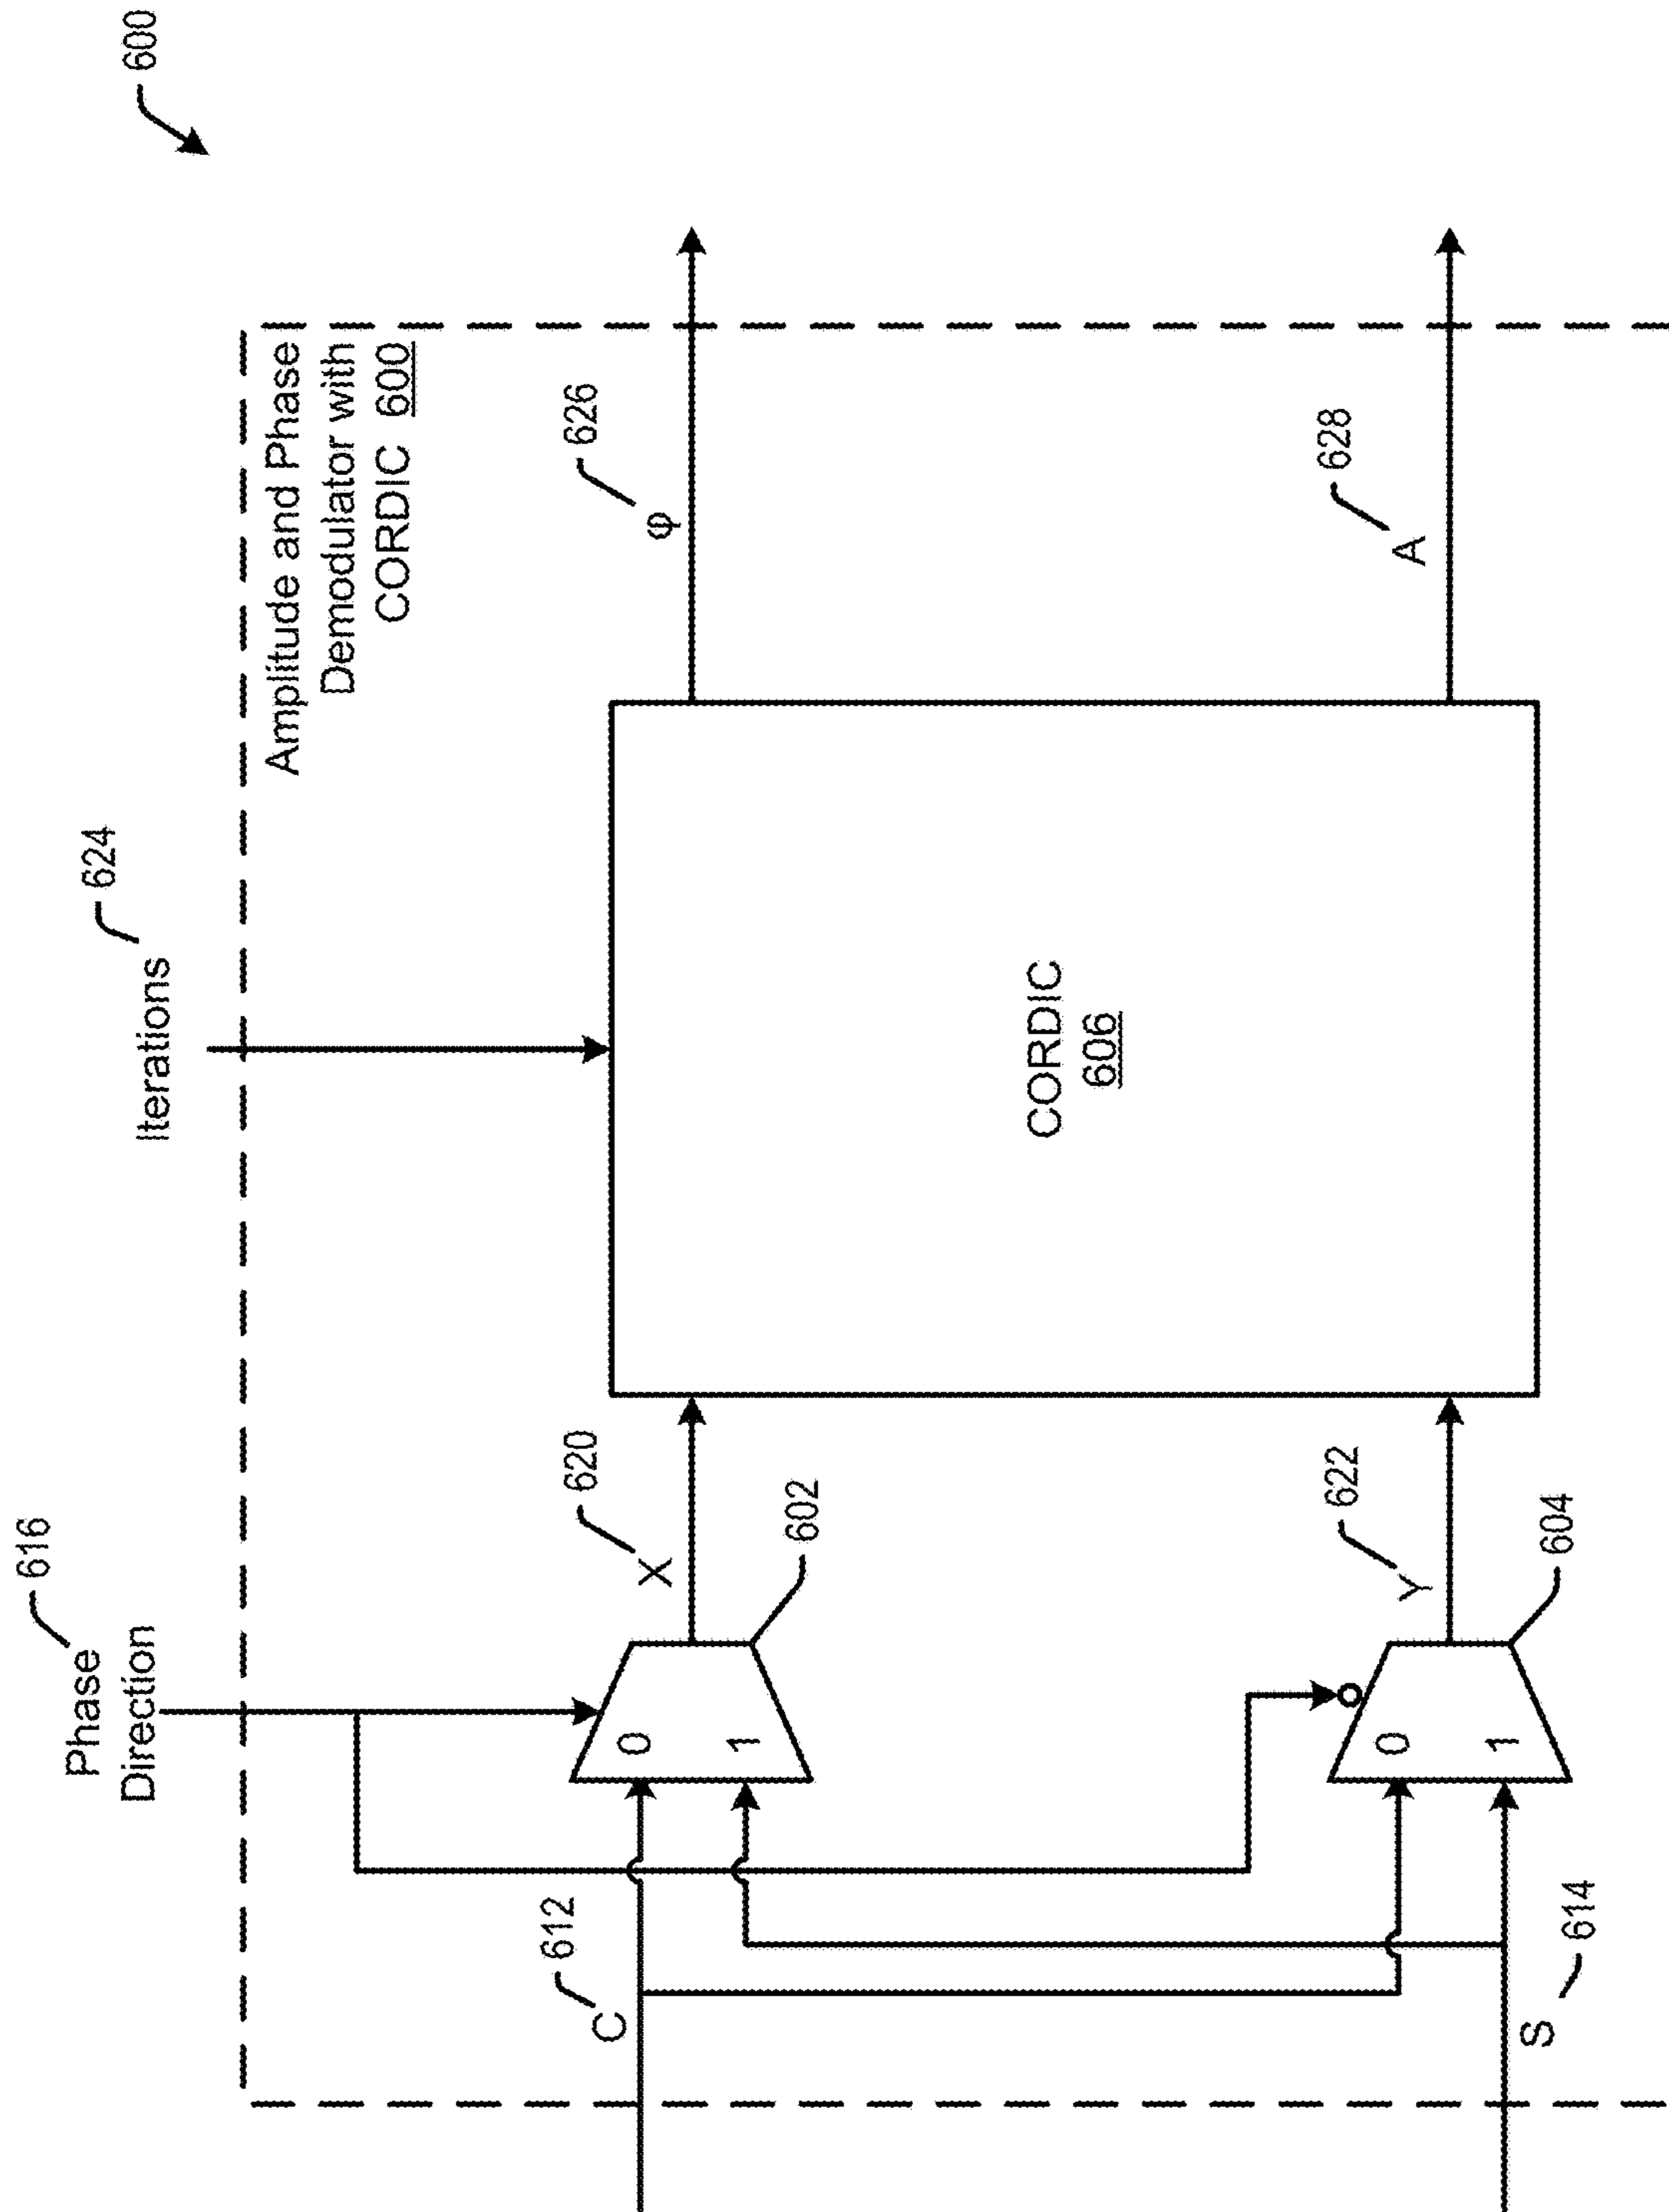 600
Phase
Direction
616
Iterations
624
Amplitude and Phase
Demodulator with
CORDIC 600
C
612
0
1
X
620
602
CORDIC
606
φ
626
S
614
0
1
Y
622
604
A
628